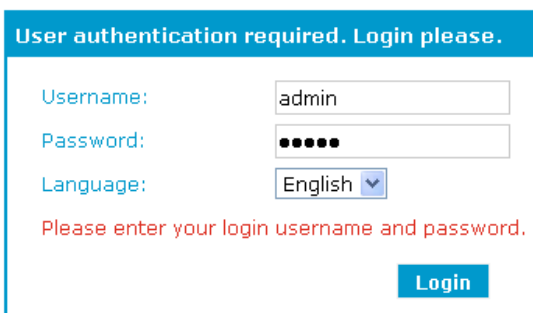 User authentication required. Login please.
Username: admin
Password: •••••
Language: English
Please enter your login username and password.
Login